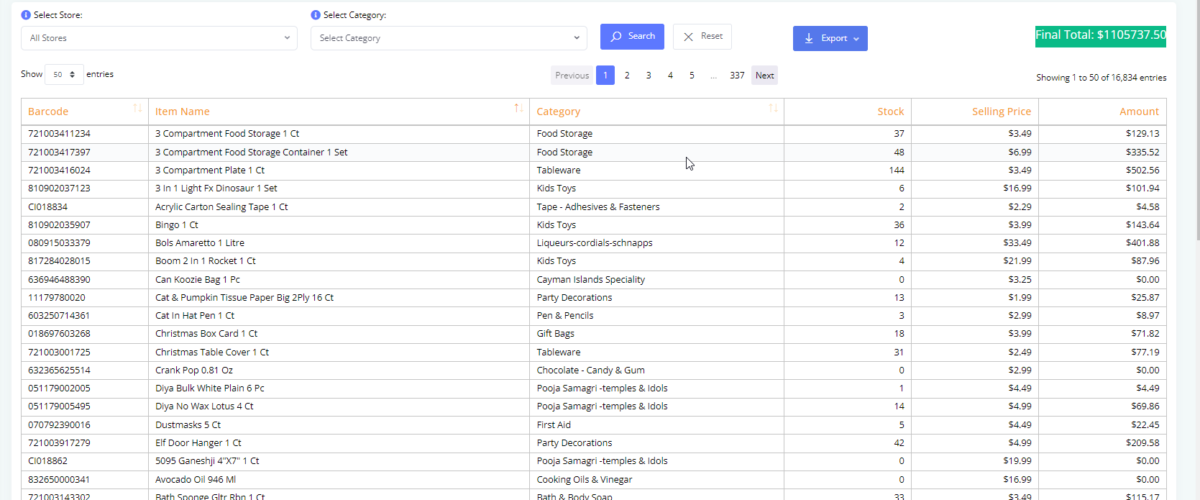 Select Store:
Select Category:
All Stores
Select Category
Search
Reset
Export
Final Total: $1105737.50
Show 50 entries
Previous 1 2 3 4 5 ... 337 Next
Showing 1 to 50 of 16,834 entries
Barcode Item Name Category Stock Selling Price Amount
721003411234 3 Compartment Food Storage 1 Ct Food Storage 37 $3.49 $129.13
721003417397 3 Compartment Food Storage Container 1 Set Food Storage 48 $6.99 $335.52
721003416024 3 Compartment Plate 1 Ct Tableware 144 $3.49 $502.56
810902037123 3 In 1 Light Fx Dinosaur 1 Set Kids Toys 6 $16.99 $101.94
CI018834 Acrylic Carton Sealing Tape 1 Ct Tape - Adhesives & Fasteners 2 $2.29 $4.58
810902035907 Bingo 1 Ct Kids Toys 36 $3.99 $143.64
080915033379 Bols Amaretto 1 Litre Liqueurs-cordials-schnapps 12 $33.49 $401.88
817284028015 Boom 2 In 1 Rocket 1 Ct Kids Toys 4 $21.99 $87.96
636946488390 Can Koozie Bag 1 Pc Cayman Islands Speciality 0 $3.25 $0.00
11179780020 Cat & Pumpkin Tissue Paper Big 2Ply 16 Ct Party Decorations 13 $1.99 $25.87
603250714361 Cat In Hat Pen 1 Ct Pen & Pencils 3 $2.99 $8.97
018697603268 Christmas Box Card 1 Ct Gift Bags 18 $3.99 $71.82
721003001725 Christmas Table Cover 1 Ct Tableware 31 $2.49 $77.19
632365625514 Crank Pop 0.81 Oz Chocolate - Candy & Gum 0 $2.99 $0.00
051179002005 Diya Bulk White Plain 6 Pc Pooja Samagri -temples & Idols 1 $4.49 $4.49
051179005495 Diya No Wax Lotus 4 Ct Pooja Samagri -temples & Idols 14 $4.99 $69.86
070792390016 Dustmasks 5 Ct First Aid 5 $4.49 $22.45
721003917279 Elf Door Hanger 1 Ct Party Decorations 42 $4.99 $209.58
CI018862 5095 Ganeshji 4"X7" 1 Ct Pooja Samagri -temples & Idols 0 $19.99 $0.00
832650000341 Avocado Oil 946 Ml Cooking Oils & Vinegar 0 $16.99 $0.00
721003143302 Bath Sponge Gltr Rbn 1 Ct Bath & Body Soap 33 $3.49 $115.17